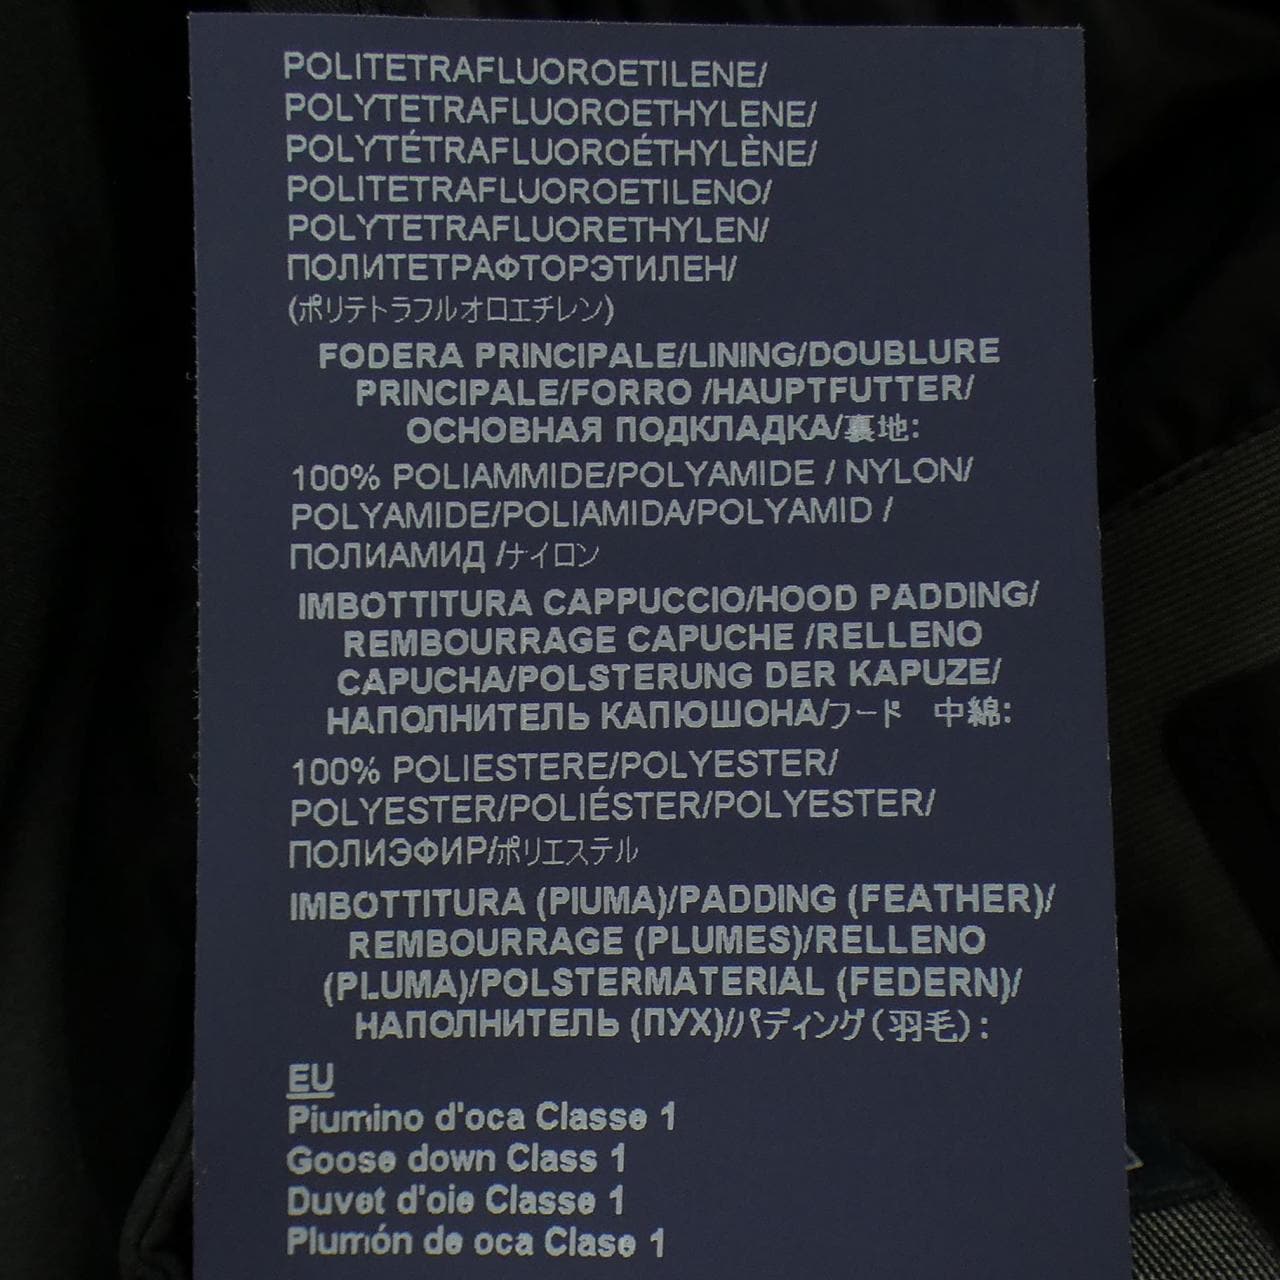 POLITETRAFLUOROETILENE/
POLYTETRAFLUOROETHYLENE/
POLYTÉTRAFLUOROÉTHYLÈNE/
POLITETRAFLUOROETILENO/
POLYTETRAFLUORETHYLEN/
ПОЛИТЕТРАФТОРЭТИЛЕН/
(ポリテトラフルオロエチレン)
FODERA PRINCIPALE/LINING/DOUBLURE
PRINCIPALE/FORRO /HAUPTFUTTER/
ОСНОВНАЯ ПОДКЛАДКА/裏地:
100% POLIAMMIDE/POLYAMIDE / NYLON/
POLYAMIDE/POLIAMIDA/POLYAMID /
ПОЛИАМИД /ナイロン
IMBOTTITURA CAPPUCCIO/HOOD PADDING/
REMBOURRAGE CAPUCHE /RELLENO
CAPUCHA/POLSTERUNG DER KAPUZE/
НАПОЛНИТЕЛЬ КАПЮШОНА/フード 中綿:
100% POLIESTERE/POLYESTER/
POLYESTER/POLIÉSTER/POLYESTER/
ПОЛИЭФИР/ポリエステル
IMBOTTITURA (PIUMA)/PADDING (FEATHER)/
REMBOURRAGE (PLUMES)/RELLENO
(PLUMA)/POLSTERMATERIAL (FEDERN)/
НАПОЛНИТЕЛЬ (ПУХ)/パディング(羽毛):
EU
Piumino d'oca Classe 1
Goose down Class 1
Duvet d'oie Classe 1
Plumón de oca Clase 1